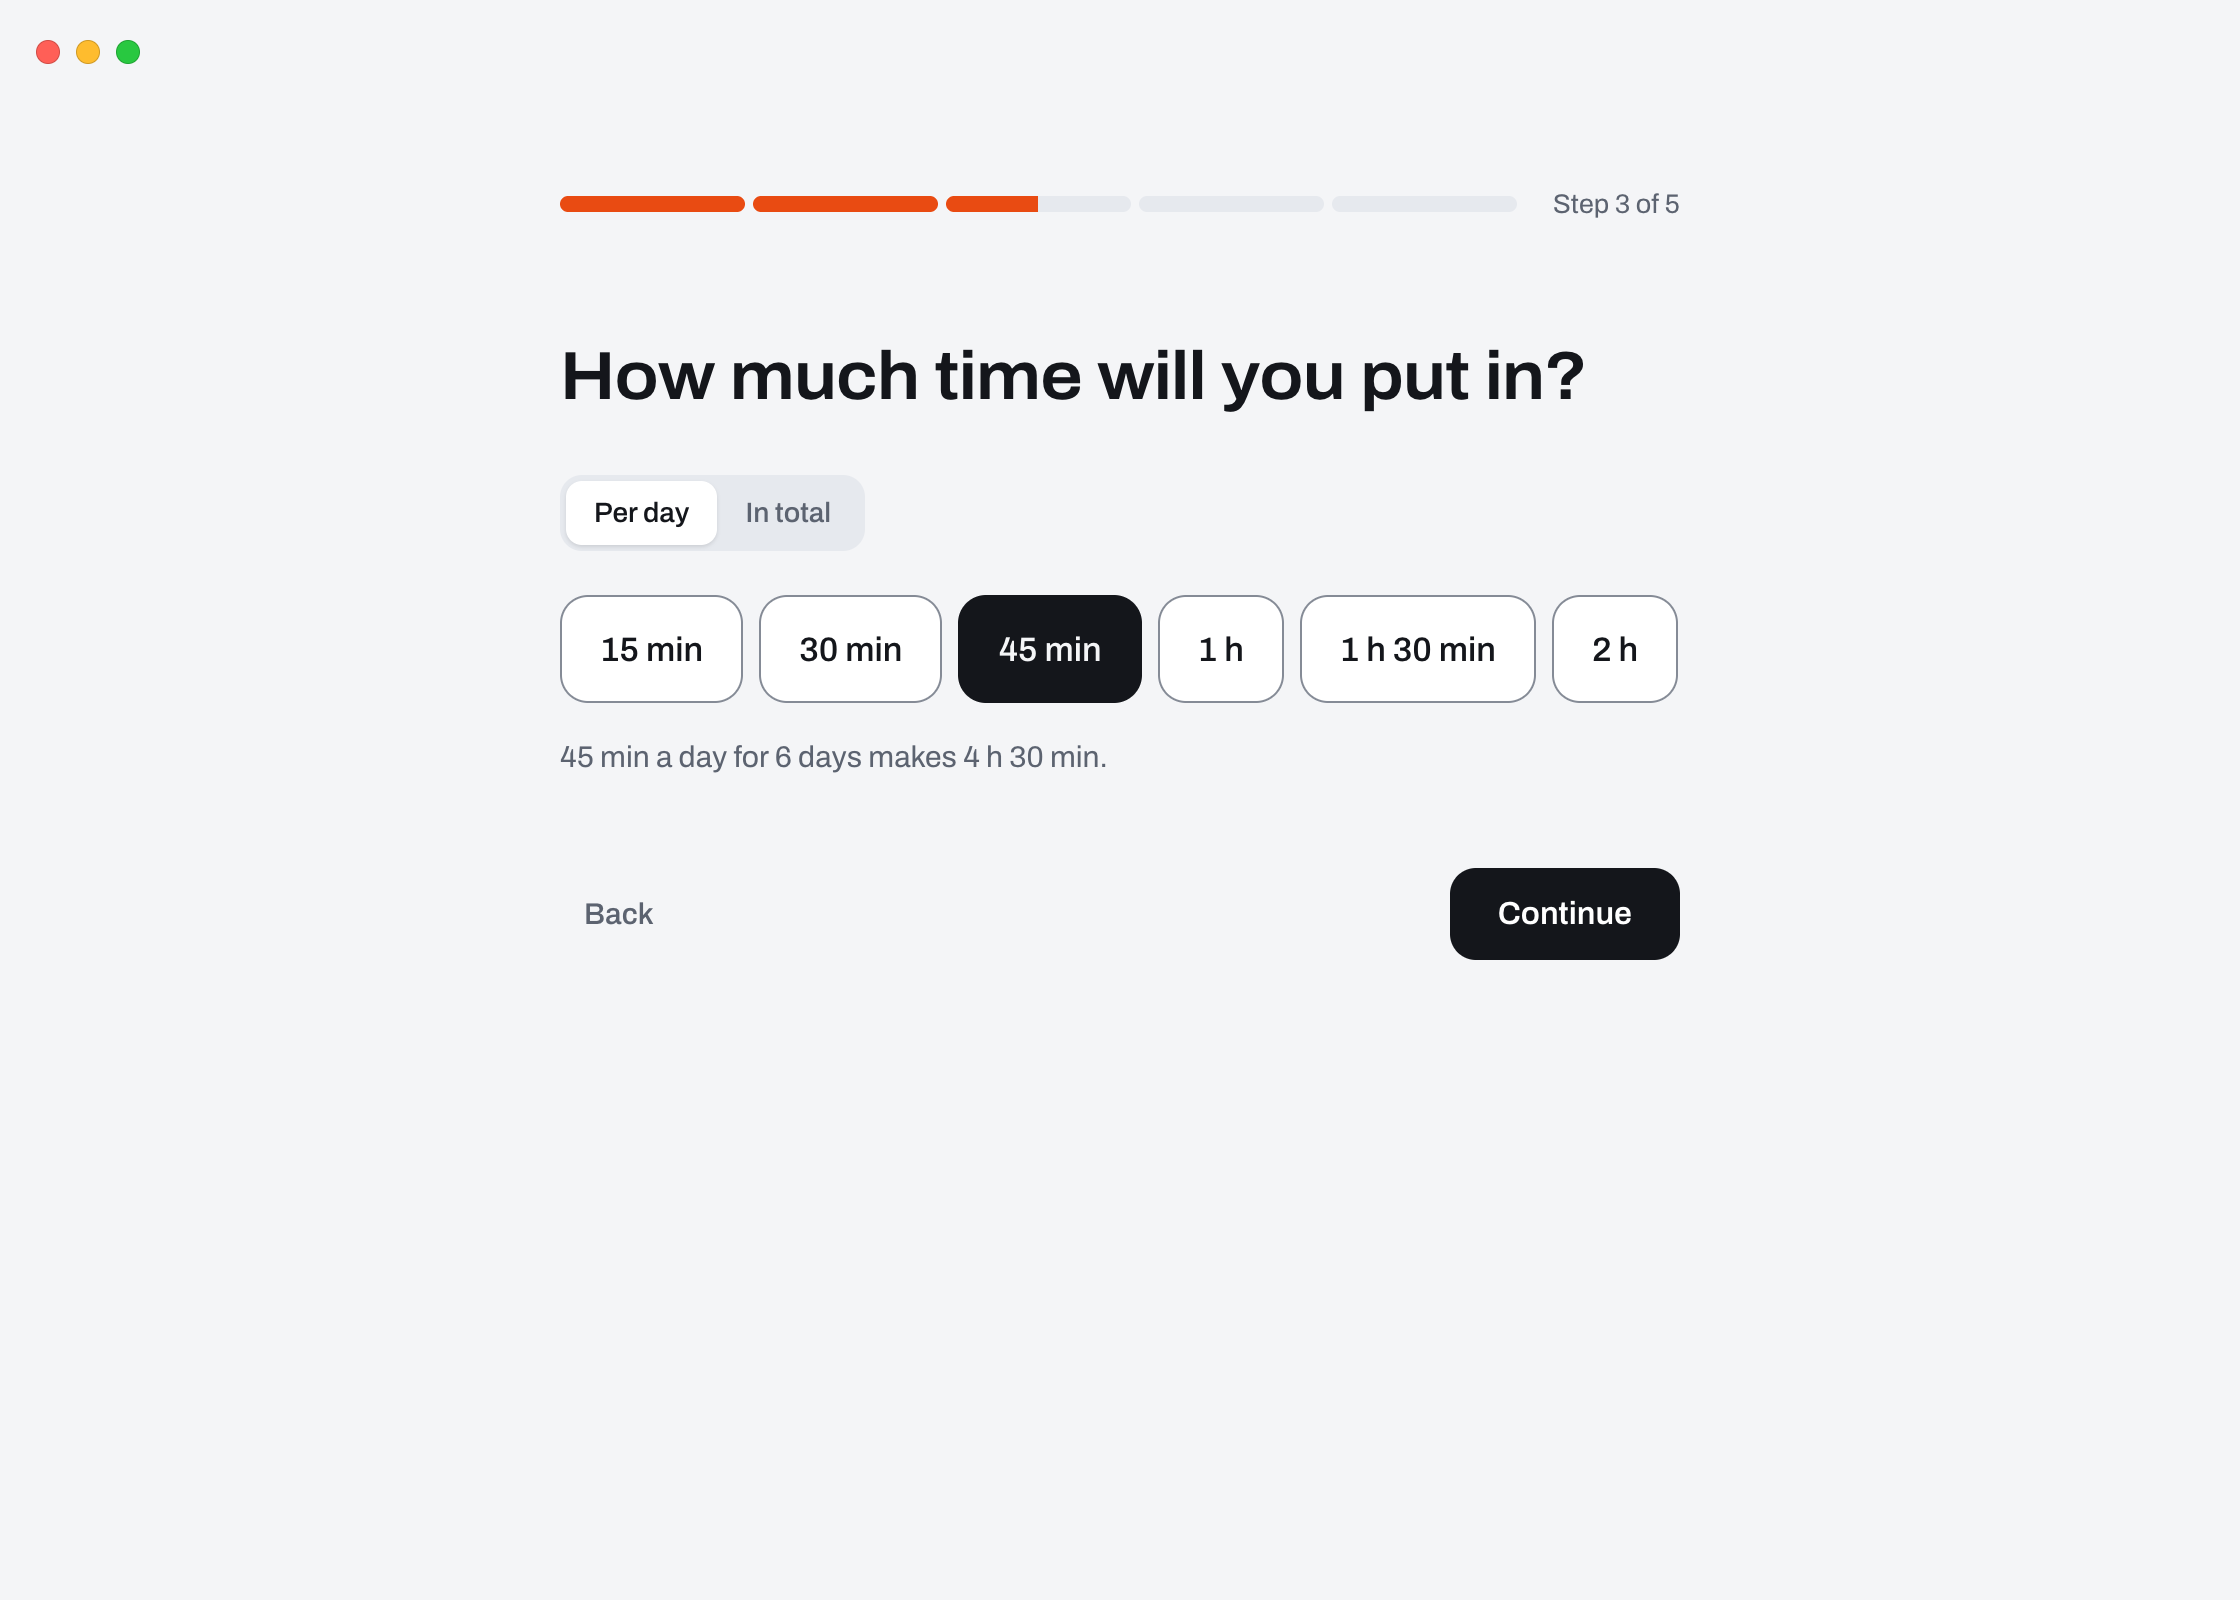 Step 3 of 5
How much time will you put in?
Per day In total
15 min 30 min 45 min 1 h 1 h 30 min 2 h
45 min a day for 6 days makes 4 h 30 min.
Back Continue